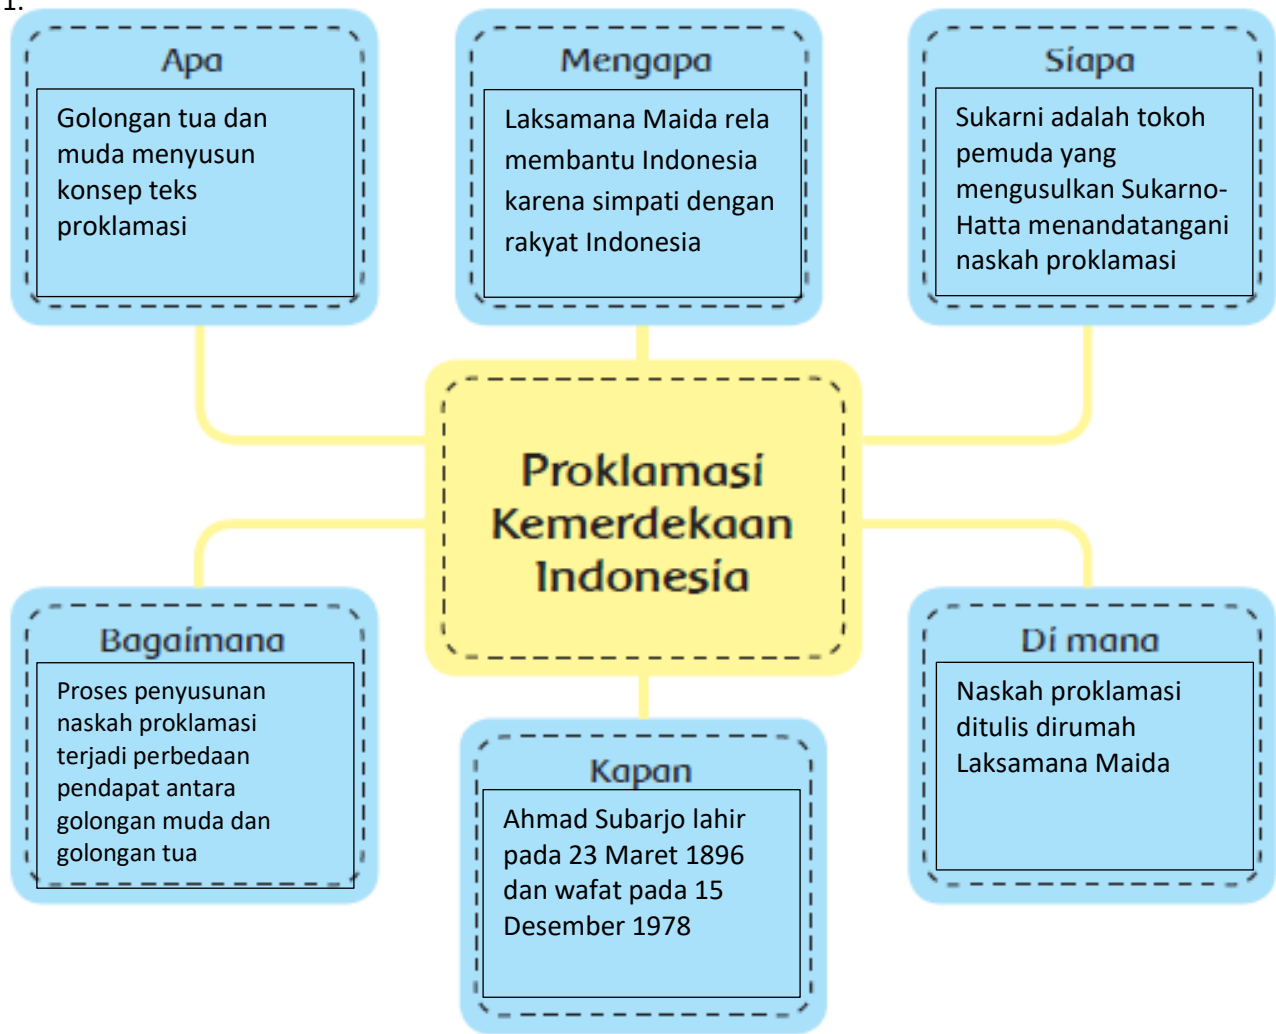 1.
Apa
Golongan tua dan
muda menyusun
konsep teks
proklamasi
Mengapa
Laksamana Maida rela
membantu Indonesia
karena simpati dengan
rakyat Indonesia
Siapa
Sukarni adalah tokoh
pemuda yang
mengusulkan Sukarno-
Hatta menandatangani
naskah proklamasi
Proklamasi
Kemerdekaan
Indonesia
Bagaimana
Proses penyusunan
naskah proklamasi
terjadi perbedaan
pendapat antara
golongan muda dan
golongan tua
Kapan
Ahmad Subarjo lahir
pada 23 Maret 1896
dan wafat pada 15
Desember 1978
Di mana
Naskah proklamasi
ditulis dirumah
Laksamana Maida